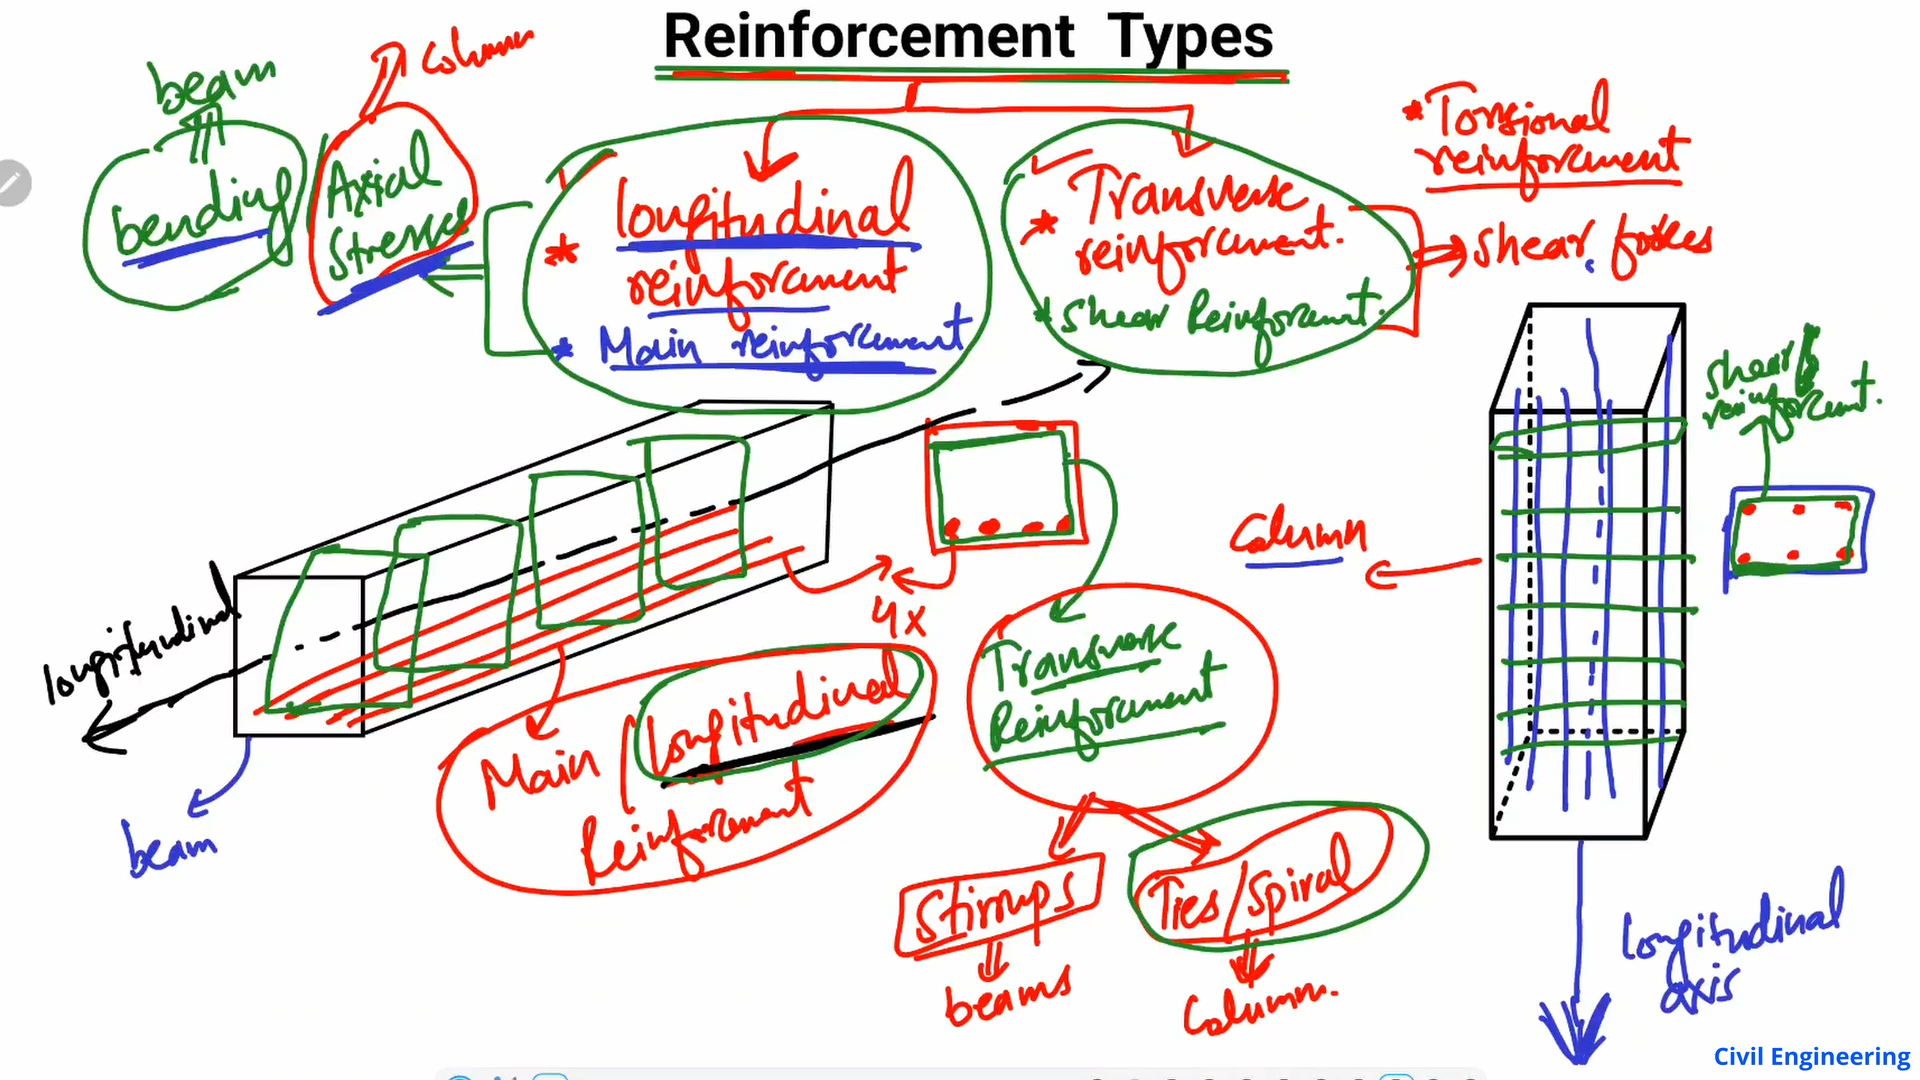 Reinforcement Types
beam
Column
bending
Axial
Stresses
* longitudinal
reinforcement
* Main reinforcement
* Transverse
reinforcement.
* Shear Reinforcement.
* Torsional
reinforcement
Shear forces
shear
reinforcement.
longitudinal
4x
Column
beam
Main / longitudinal
Reinforcement
Transverse
Reinforcement
Stirrups
beams
Ties/Spiral
Column.
longitudinal
axis
Civil Engineering